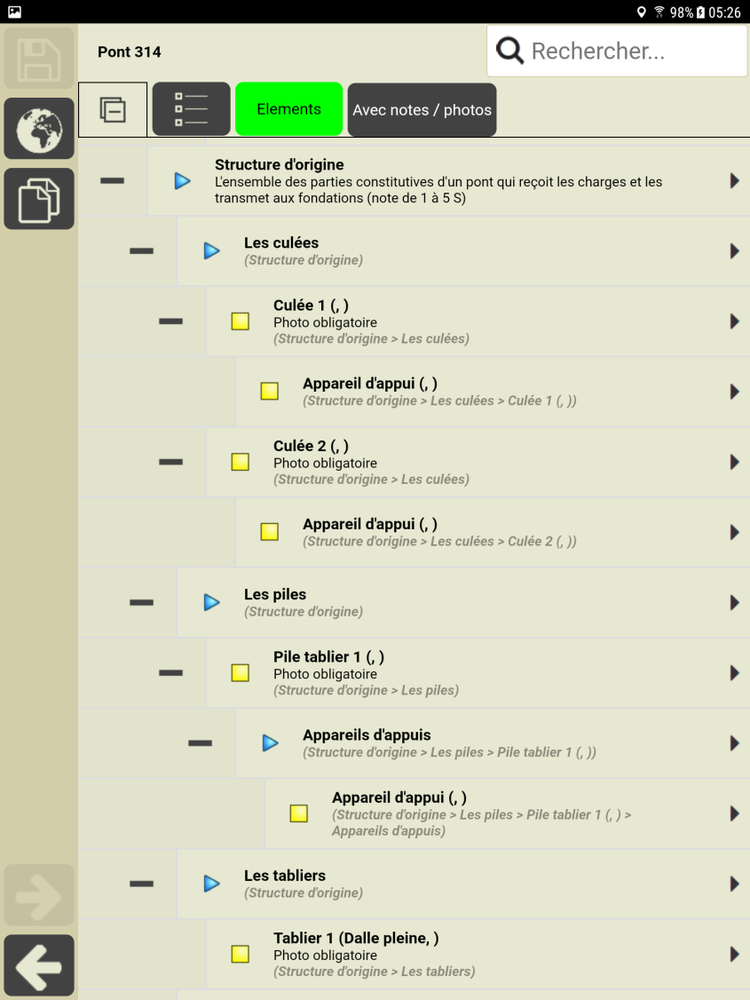 98% 05:26
Pont 314
Rechercher...
Elements
Avec notes / photos
Structure d'origine
L'ensemble des parties constitutives d'un pont qui reçoit les charges et les
transmet aux fondations (note de 1 à 5 S)
Les culées
(Structure d'origine)
Culée 1 (, )
Photo obligatoire
(Structure d'origine > Les culées)
Appareil d'appui (, )
(Structure d'origine > Les culées > Culée 1 (, ))
Culée 2 (, )
Photo obligatoire
(Structure d'origine > Les culées)
Appareil d'appui (, )
(Structure d'origine > Les culées > Culée 2 (, ))
Les piles
(Structure d'origine)
Pile tablier 1 (, )
Photo obligatoire
(Structure d'origine > Les piles)
Appareils d'appuis
(Structure d'origine > Les piles > Pile tablier 1 (, ))
Appareil d'appui (, )
(Structure d'origine > Les piles > Pile tablier 1 (, ) >
Appareils d'appuis)
Les tabliers
(Structure d'origine)
Tablier 1 (Dalle pleine, )
Photo obligatoire
(Structure d'origine > Les tabliers)